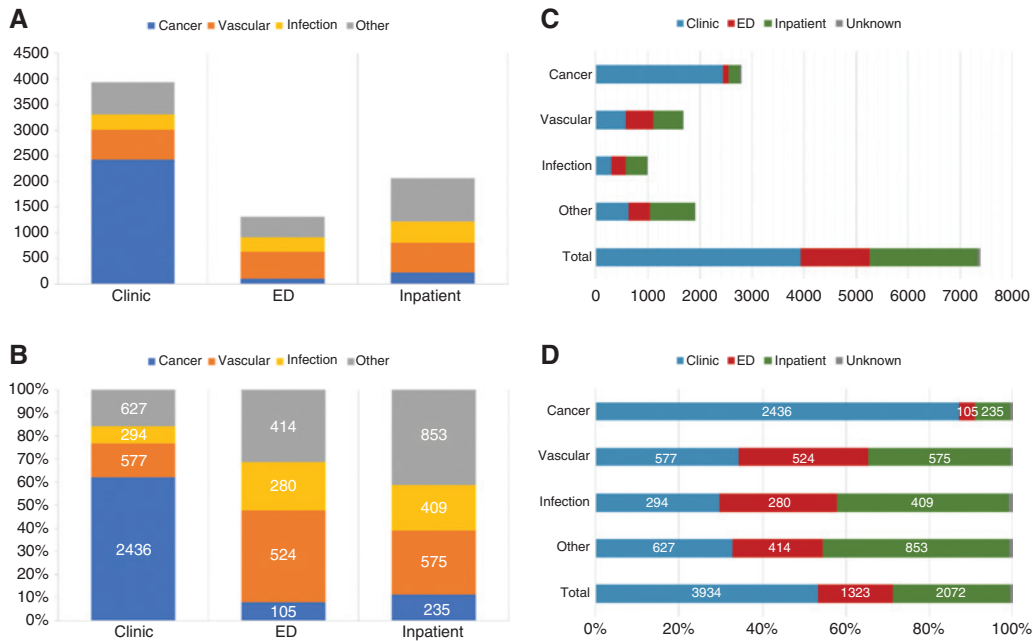 A
Cancer Vascular Infection Other
4500
4000
3500
3000
2500
2000
1500
1000
500
0
Clinic ED Inpatient
C
Clinic ED Inpatient Unknown
Cancer
Vascular
Infection
Other
Total
0 1000 2000 3000 4000 5000 6000 7000 8000
B
Cancer Vascular Infection Other
100%
90%
80%
70%
60%
50%
40%
30%
20%
10%
0%
627
294
577
2436
414
280
524
105
853
409
575
235
Clinic ED Inpatient
D
Clinic ED Inpatient Unknown
Cancer 2436 105 235
Vascular 577 524 575
Infection 294 280 409
Other 627 414 853
Total 3934 1323 2072
0% 20% 40% 60% 80% 100%